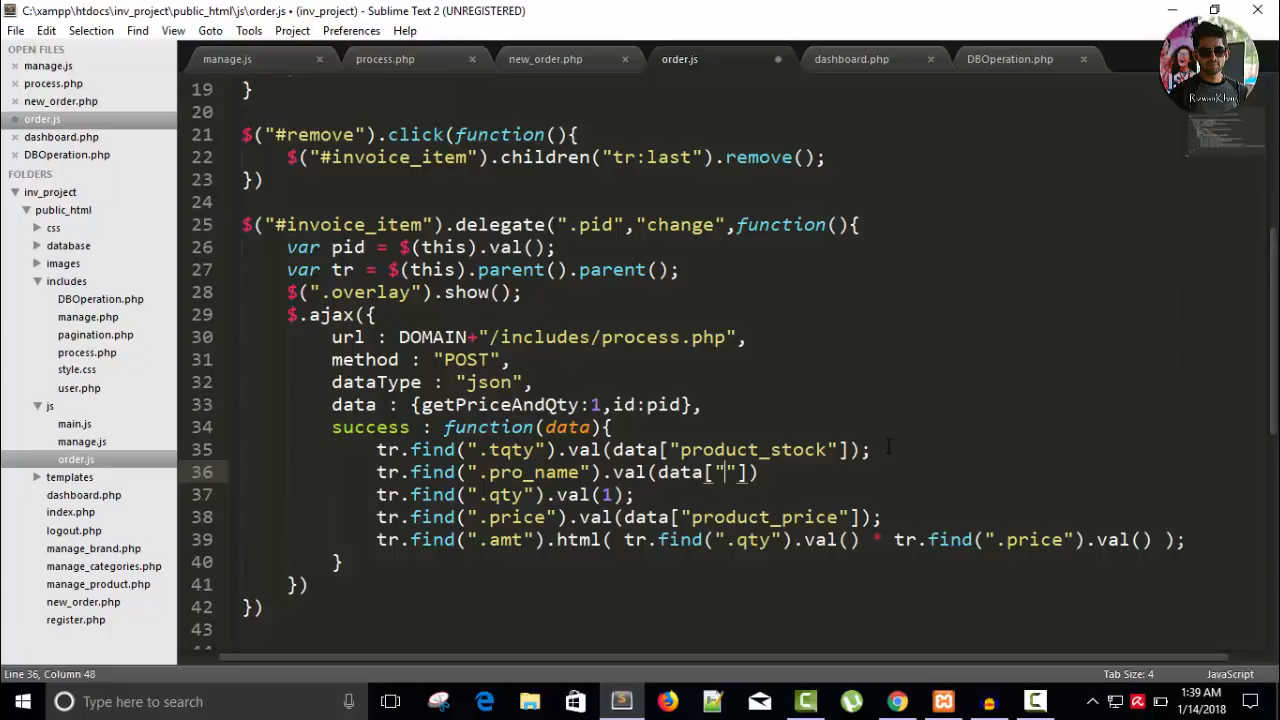 C:\xampp\htdocs\inv_project\public_html\js\order.js • (inv_project) - Sublime Text 2 (UNREGISTERED)
File Edit Selection Find View Goto Tools Project Preferences Help
OPEN FILES
manage.js
process.php
new_order.php
order.js
dashboard.php
DBOperation.php
FOLDERS
inv_project
public_html
css
database
images
includes
DBOperation.php
manage.php
pagination.php
process.php
style.css
user.php
js
main.js
manage.js
order.js
templates
dashboard.php
index.php
logout.php
manage_brand.php
manage_categories.php
manage_product.php
new_order.php
register.php
manage.js process.php new_order.php order.js dashboard.php DBOperation.php
RizwanKhan
19 }
20
21 $("#remove").click(function(){
22 $("#invoice_item").children("tr:last").remove();
23 })
24
25 $("#invoice_item").delegate(".pid","change",function(){
26 var pid = $(this).val();
27 var tr = $(this).parent().parent();
28 $(".overlay").show();
29 $.ajax({
30 url : DOMAIN+"/includes/process.php",
31 method : "POST",
32 dataType : "json",
33 data : {getPriceAndQty:1,id:pid},
34 success : function(data){
35 tr.find(".tqty").val(data["product_stock"]);
36 tr.find(".pro_name").val(data[""])
37 tr.find(".qty").val(1);
38 tr.find(".price").val(data["product_price"]);
39 tr.find(".amt").html( tr.find(".qty").val() * tr.find(".price").val() );
40 }
41 })
42 })
43
Line 36, Column 48 Tab Size: 4 JavaScript
Type here to search
1:39 AM
1/14/2018